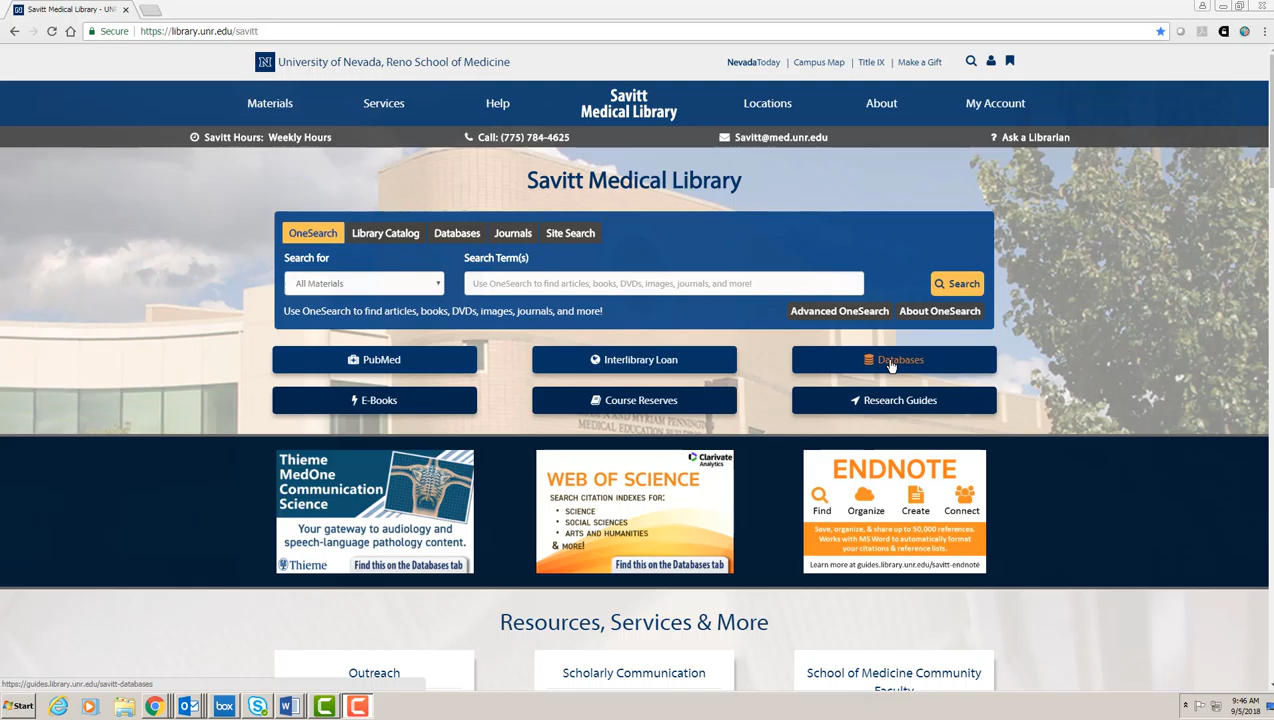 Savitt Medical Library - UNR
Secure
https://library.unr.edu/savitt
N
University of Nevada, Reno School of Medicine
NevadaToday
Campus Map
Title IX
Make a Gift
Materials
Services
Help
Savitt
Medical Library
Locations
About
My Account
Savitt Hours: Weekly Hours
Call: (775) 784-4625
Savitt@med.unr.edu
? Ask a Librarian
Savitt Medical Library
OneSearch
Library Catalog
Databases
Journals
Site Search
Search for
Search Term(s)
All Materials
Use OneSearch to find articles, books, DVDs, images, journals, and more!
Search
Use OneSearch to find articles, books, DVDs, images, journals, and more!
Advanced OneSearch
About OneSearch
PubMed
Interlibrary Loan
Databases
E-Books
Course Reserves
Research Guides
MEDICAL EDUCATION BUILDING
Thieme
MedOne
Communication
Science
Your gateway to audiology and
speech-language pathology content.
Thieme
Find this on the Databases tab
Clarivate
Analytics
WEB OF SCIENCE
SEARCH CITATION INDEXES FOR:
• SCIENCE
• SOCIAL SCIENCES
• ARTS AND HUMANITIES
& MORE!
Find this on the Databases tab
ENDNOTE
Find
Organize
Create
Connect
Save, organize, & share up to 50,000 references.
Works with MS Word to automatically format
your citations & reference lists.
Learn more at guides.library.unr.edu/savitt-endnote
Resources, Services & More
Outreach
Scholarly Communication
School of Medicine Community
Faculty
https://guides.library.unr.edu/savitt-databases
Start
box
9:46 AM
9/5/2018